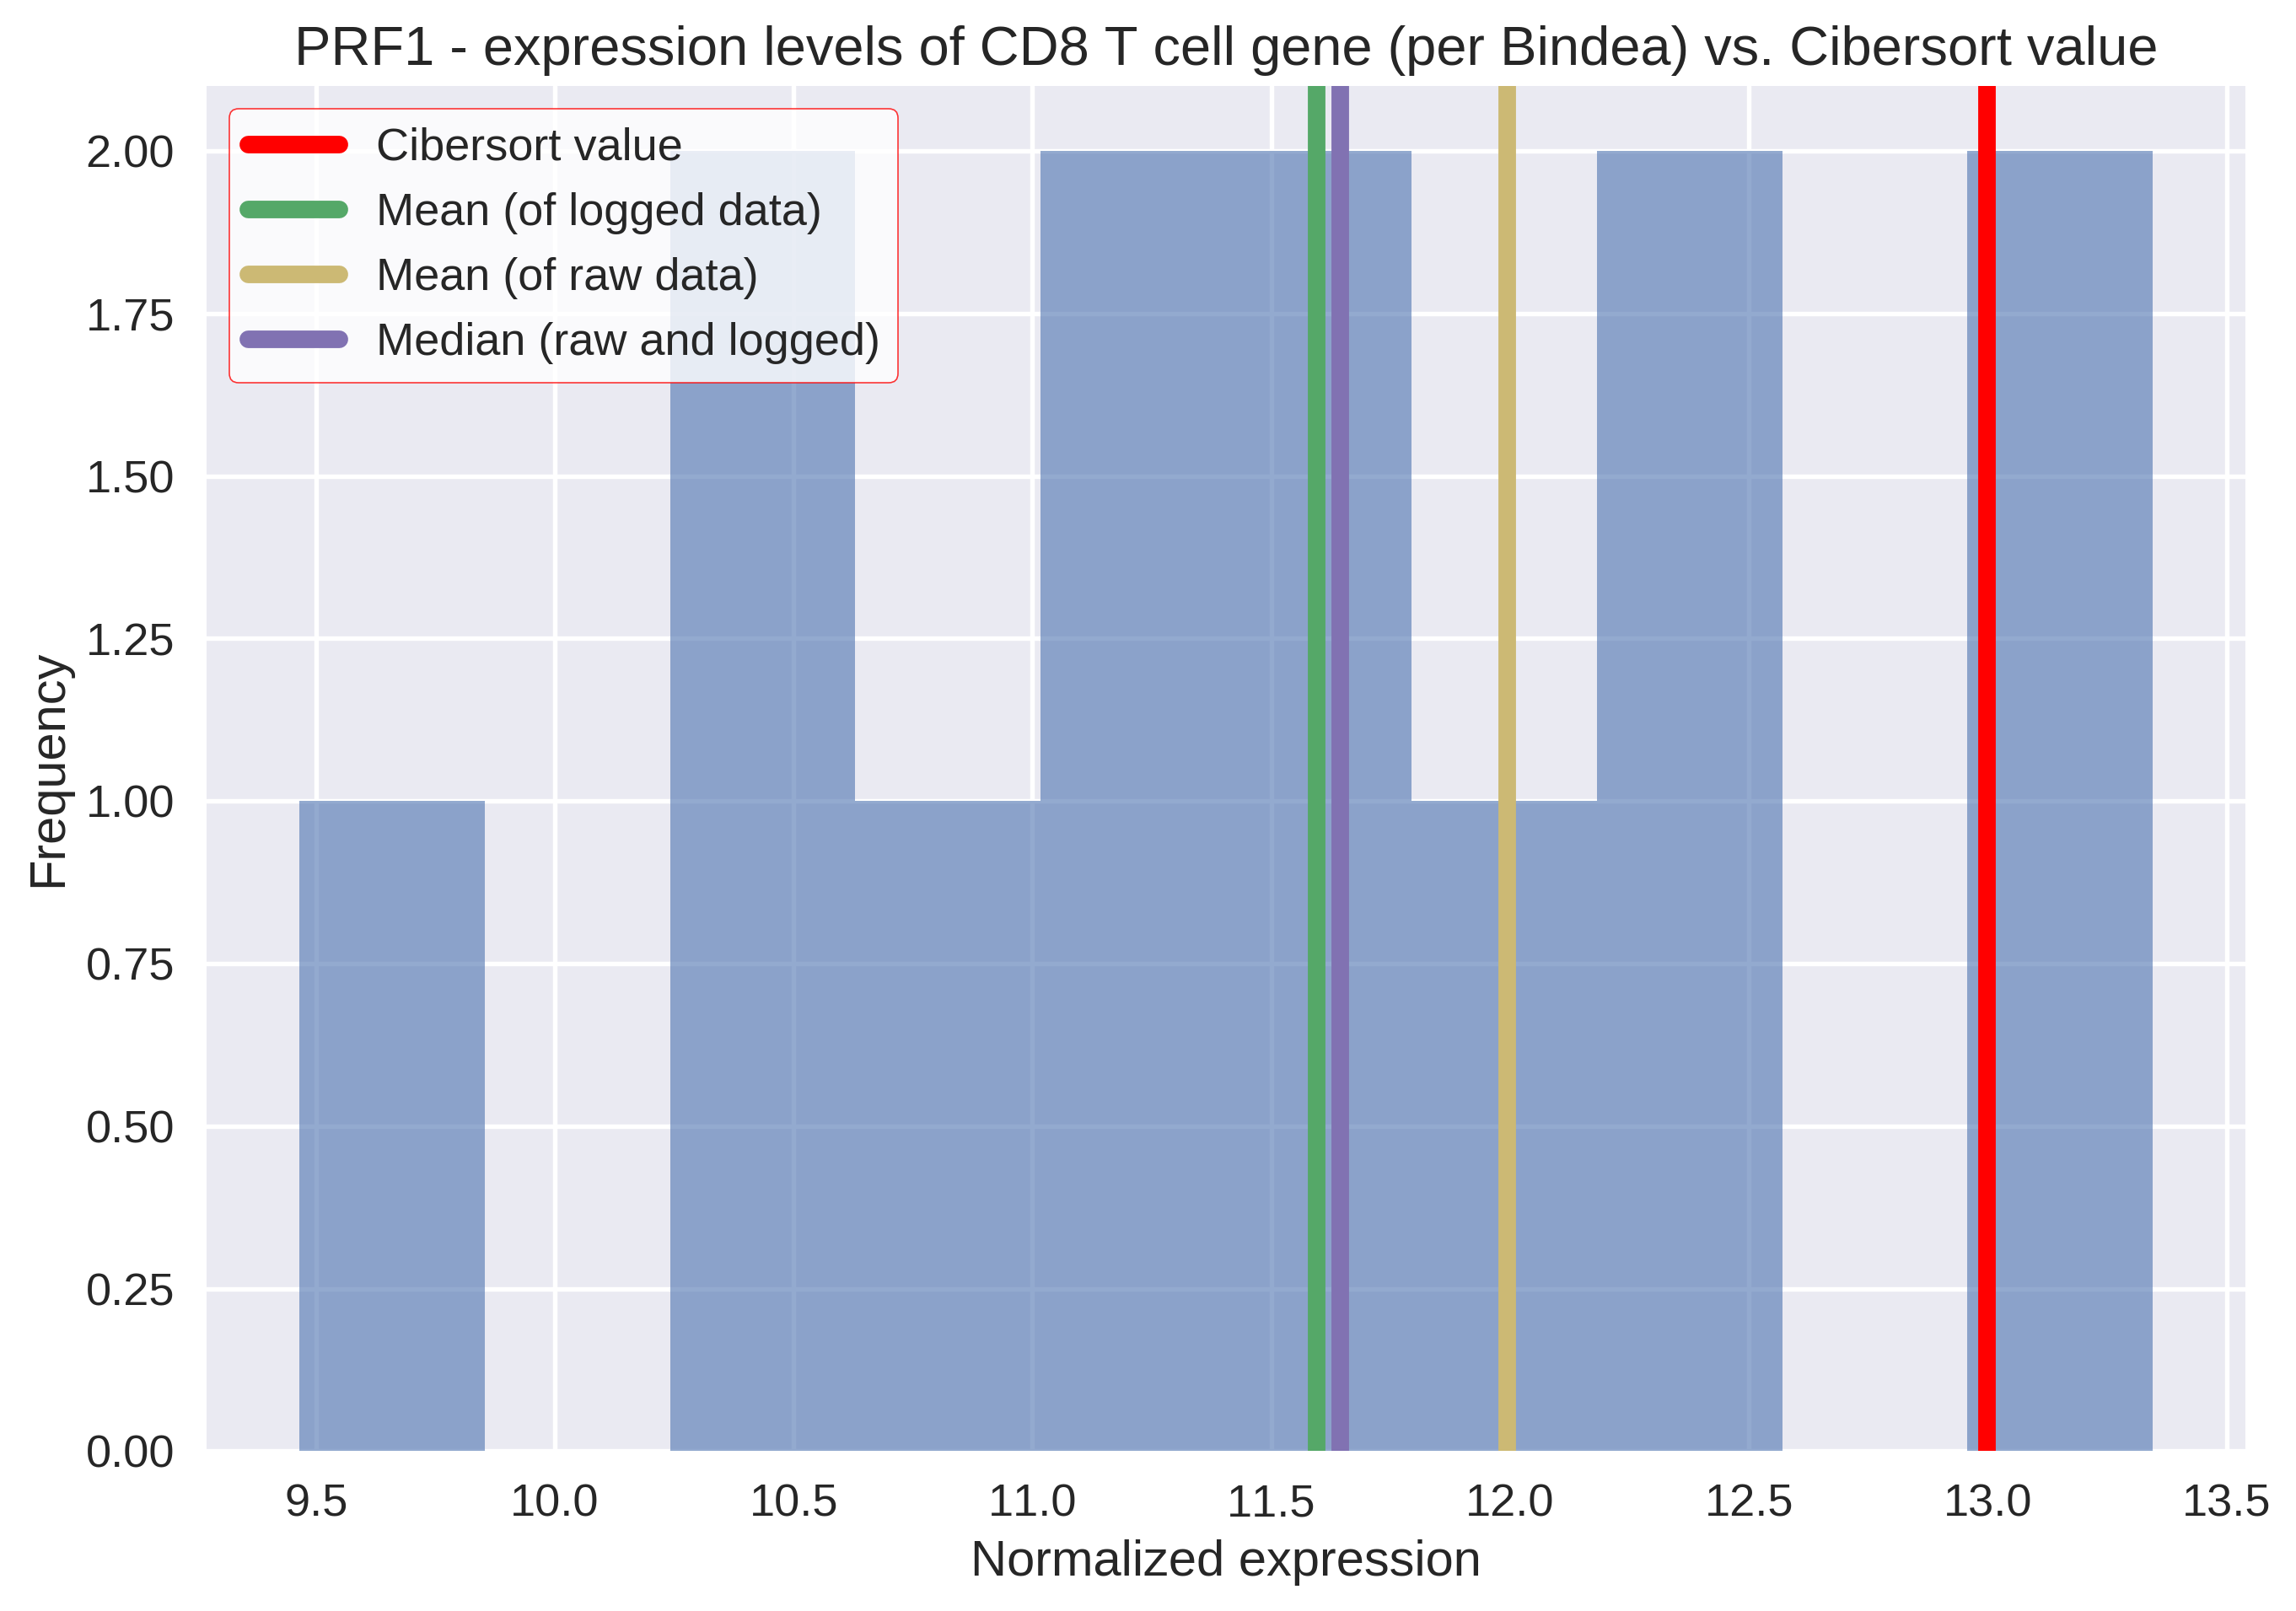 PRF1 - expression levels of CD8 T cell gene (per Bindea) vs. Cibersort value
Cibersort value
Mean (of logged data)
Mean (of raw data)
Median (raw and logged)
2.00
1.75
1.50
1.25
1.00
0.75
0.50
0.25
0.00
Frequency
9.5 10.0 10.5 11.0 11.5 12.0 12.5 13.0 13.5
Normalized expression